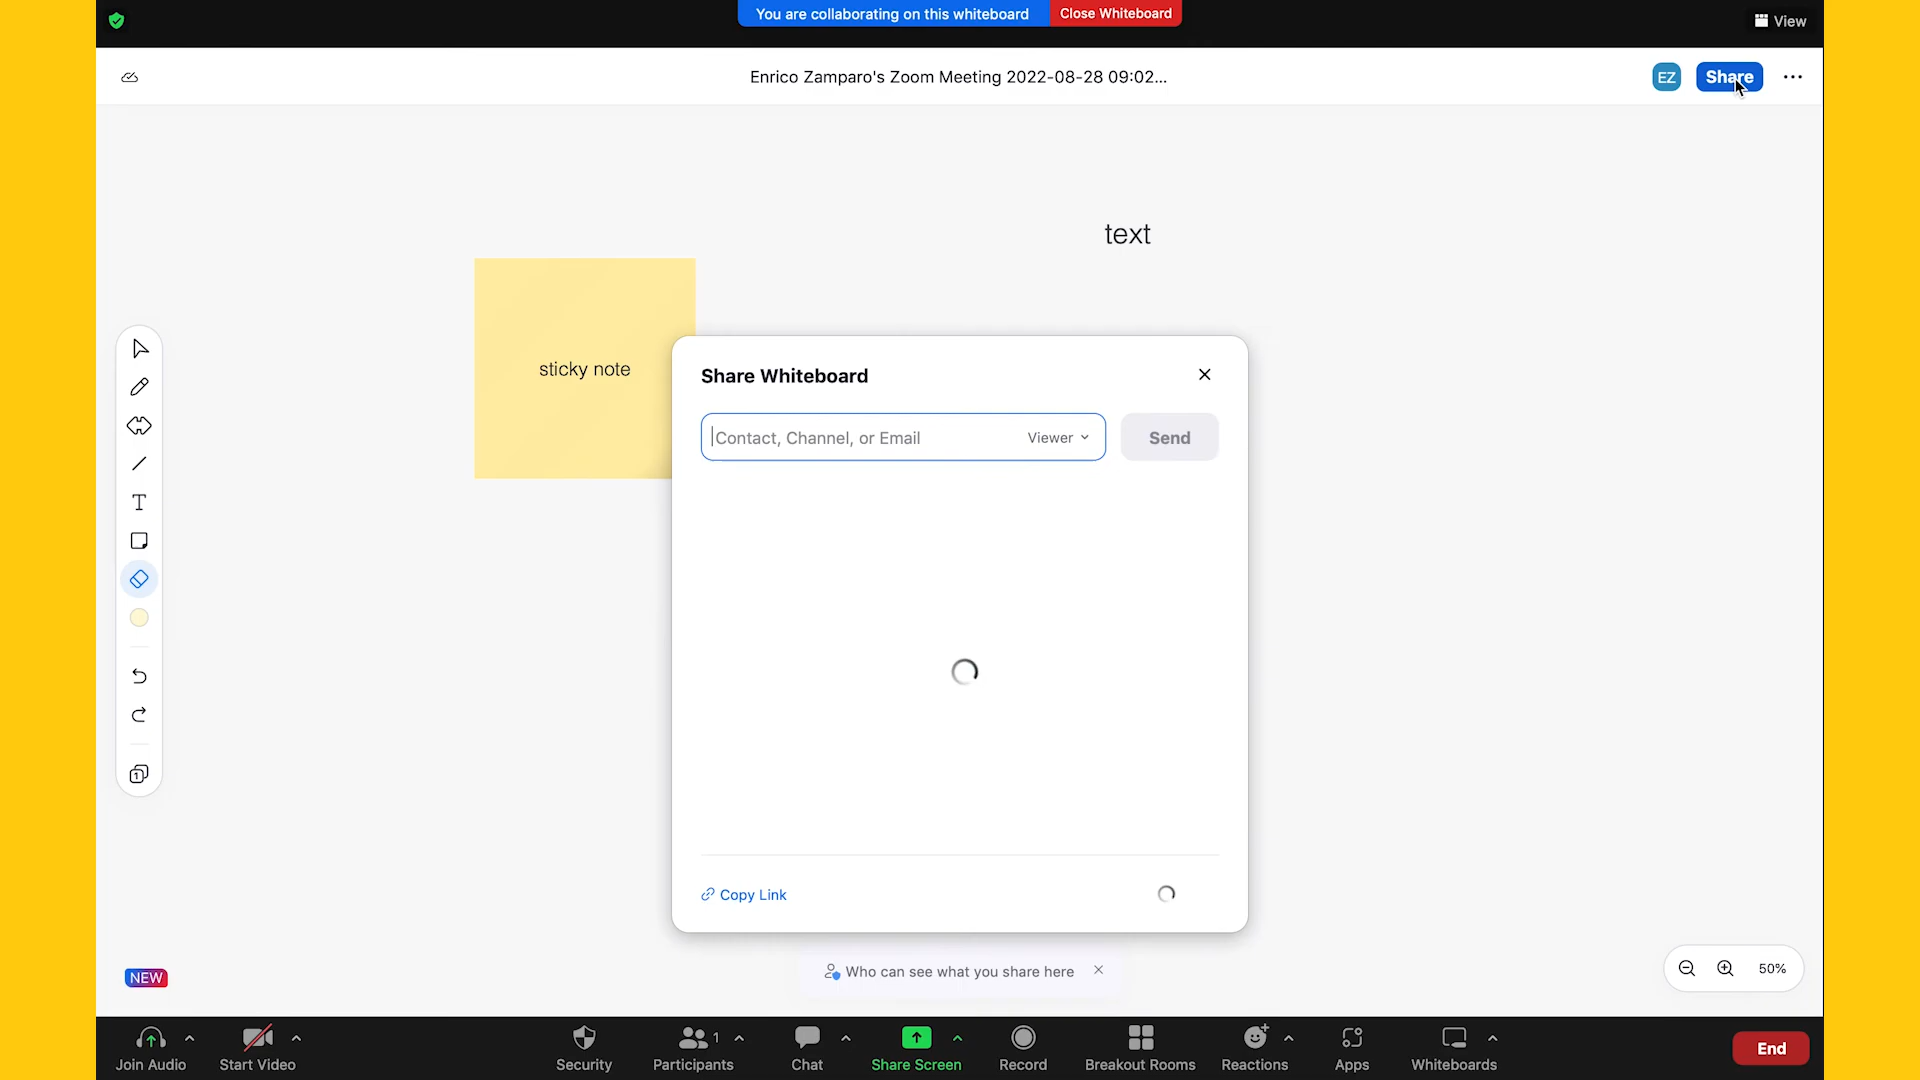 You are collaborating on this whiteboard Close Whiteboard
View
Enrico Zamparo's Zoom Meeting 2022-08-28 09:02...
EZ
Share
text
sticky note
Share Whiteboard
Contact, Channel, or Email
Viewer
Send
1
Copy Link
NEW
Who can see what you share here
50%
Join Audio
Start Video
Security
1
Participants
Chat
Share Screen
Record
Breakout Rooms
Reactions
Apps
Whiteboards
End